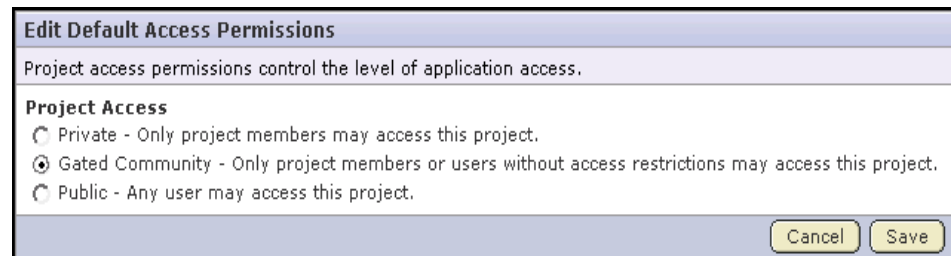 Edit Default Access Permissions
Project access permissions control the level of application access.
Project Access
Private - Only project members may access this project.
Gated Community - Only project members or users without access restrictions may access this project.
Public - Any user may access this project.
Cancel Save